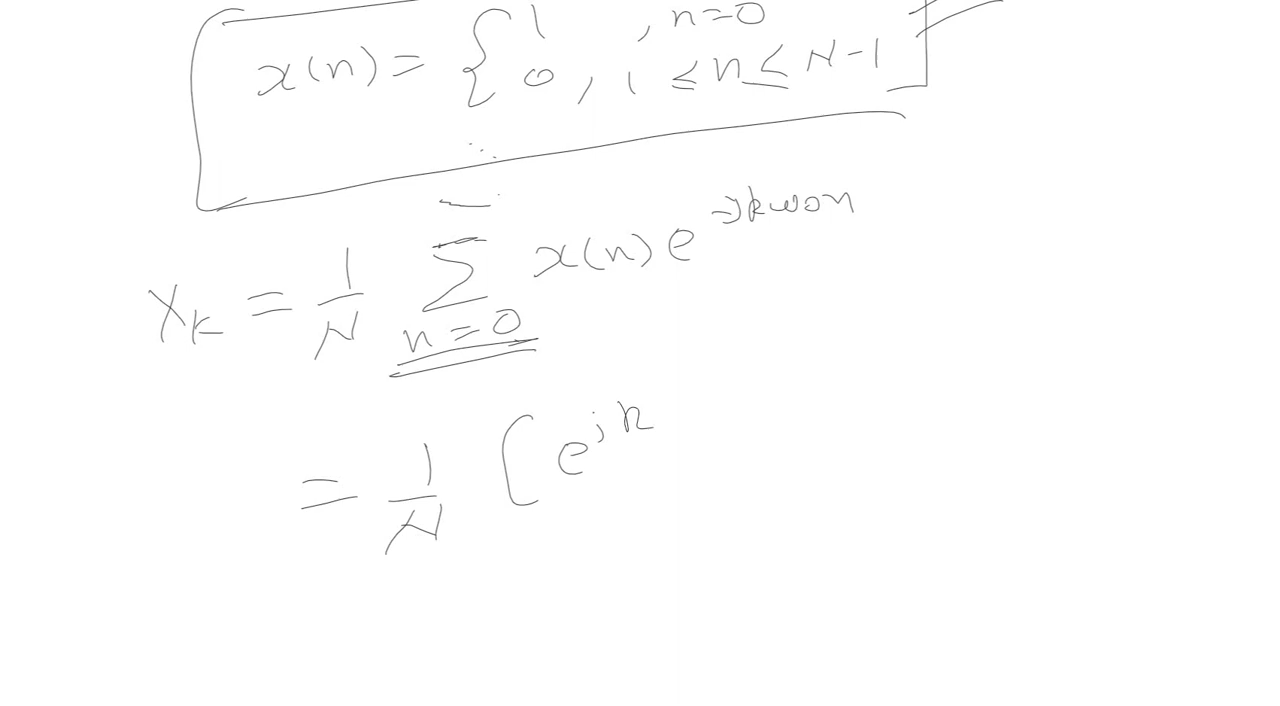 x(n) = { 1 , n=0
0 , 1 ≤ n ≤ N-1
X_K = 1/N Σ_{n=0} x(n) e^{-jkω0n}
= 1/N [ e^{jk